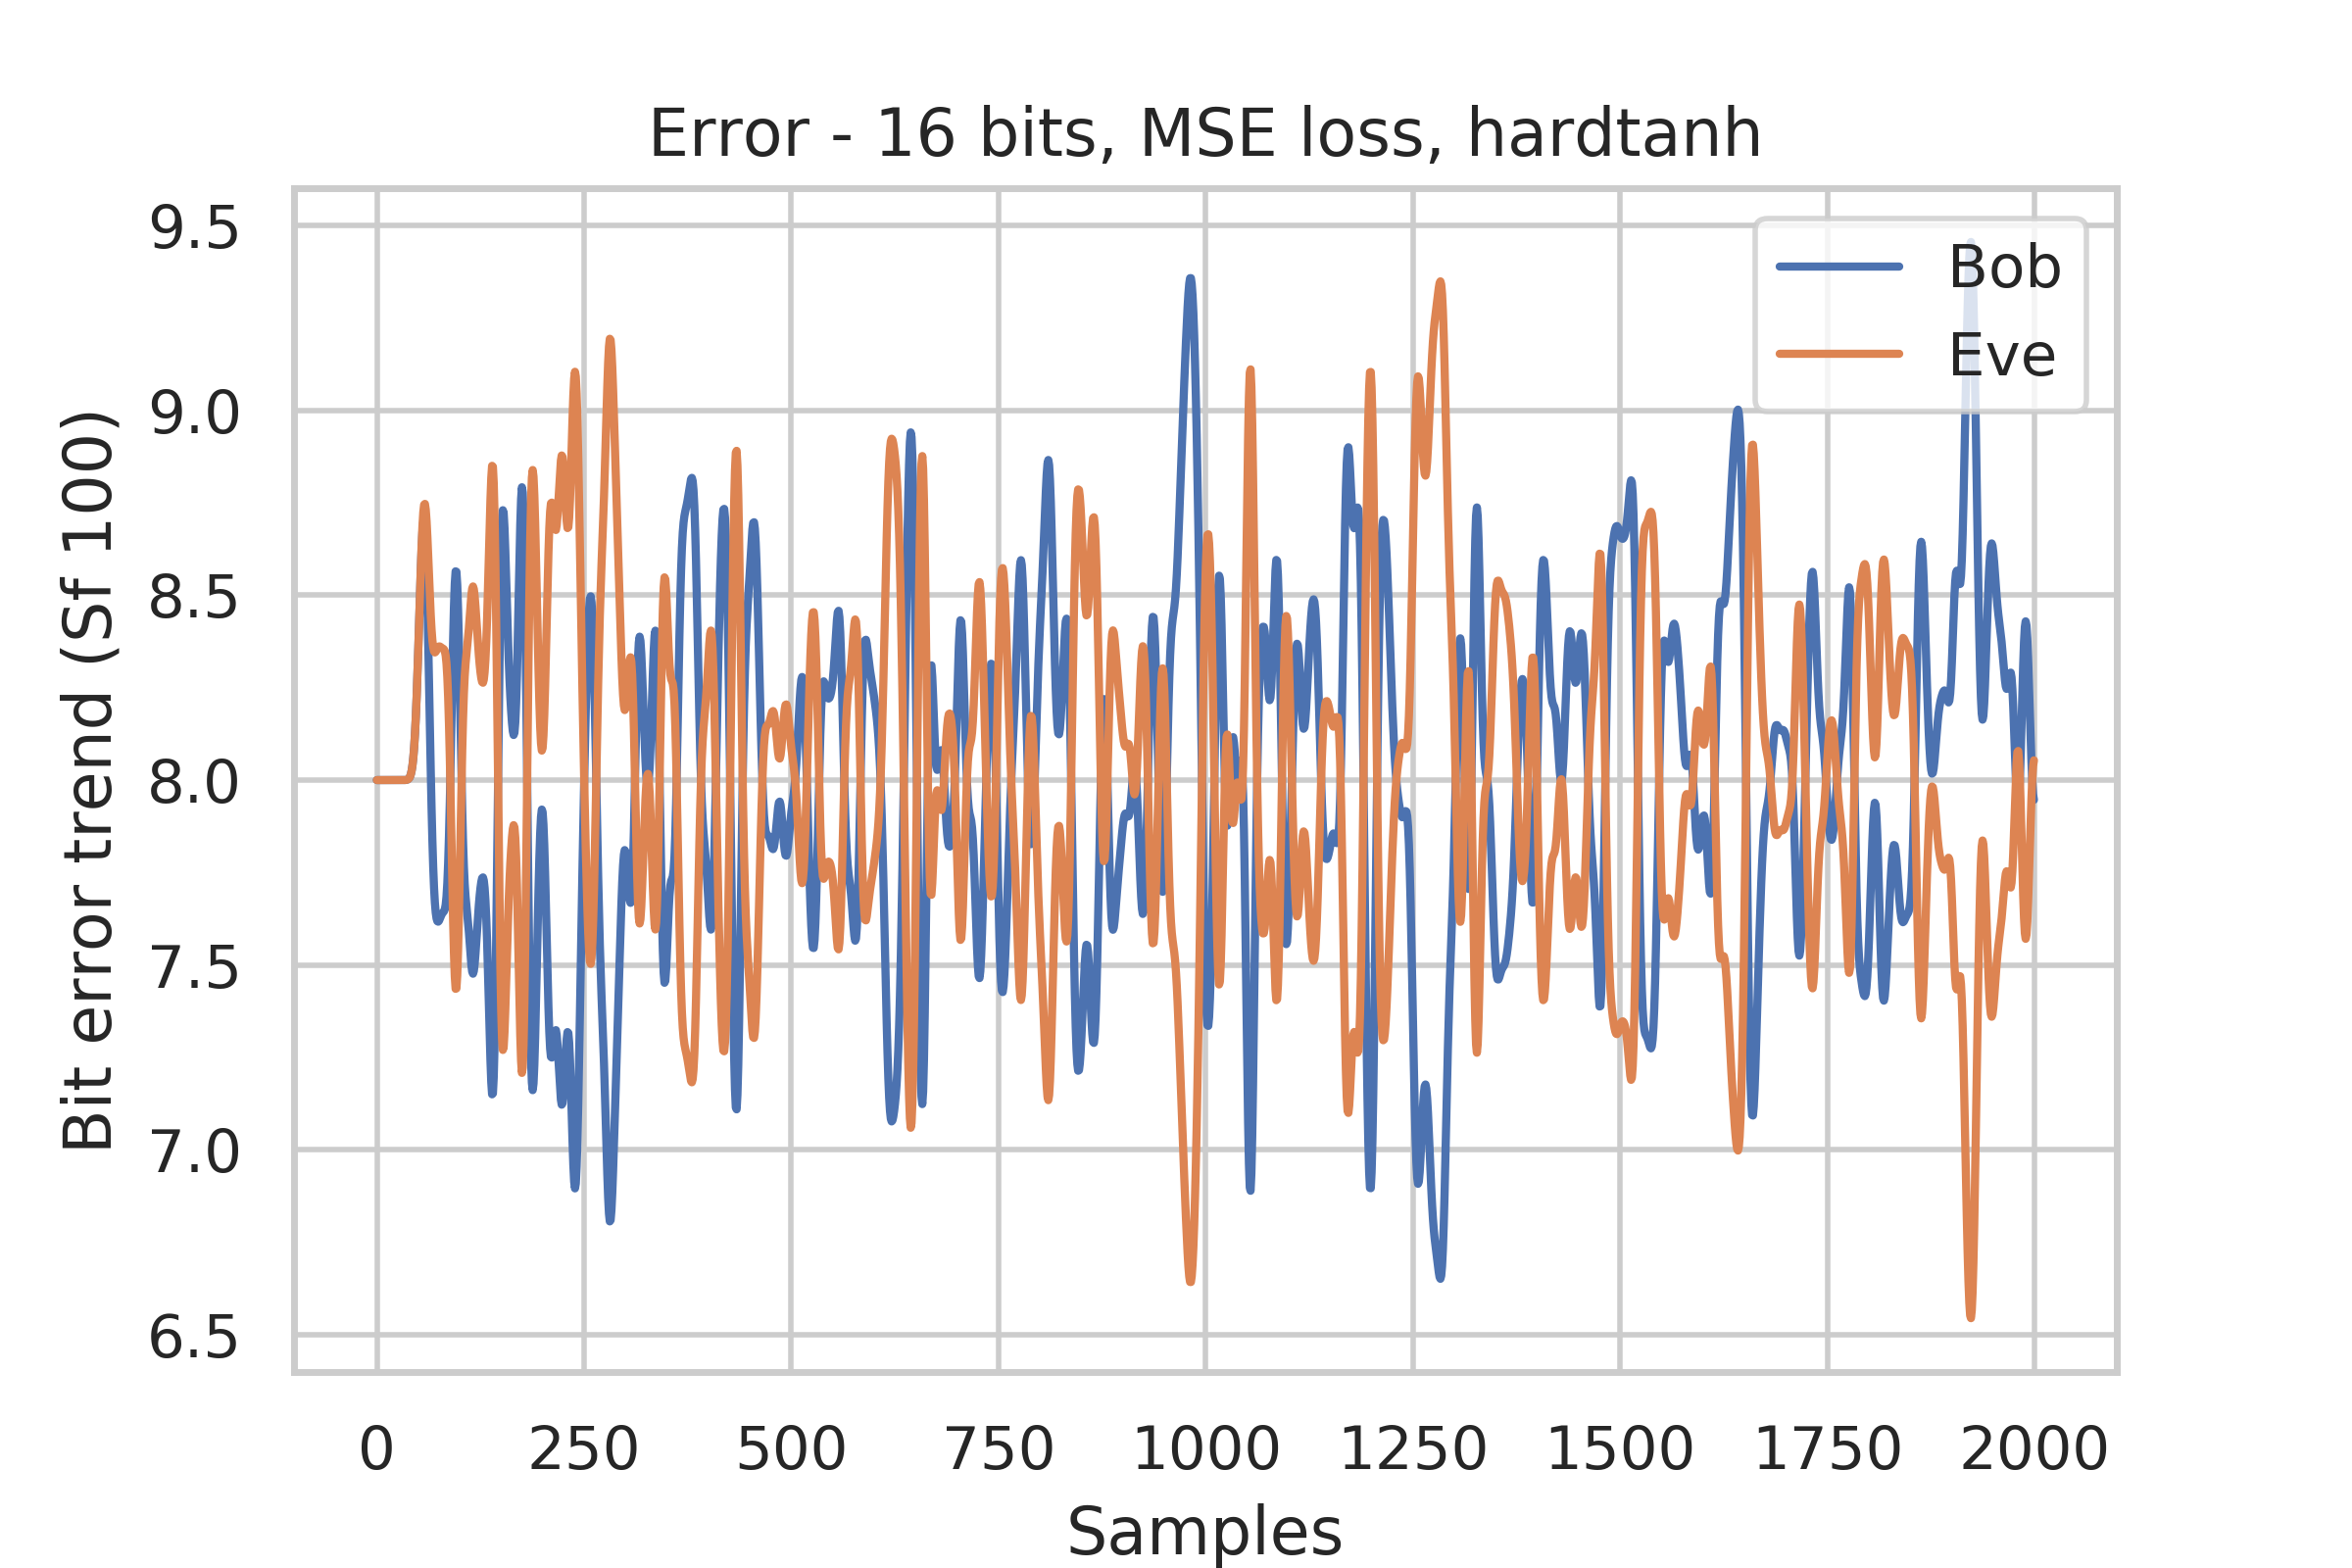 Error - 16 bits, MSE loss, hardtanh
Bit error trend (Sf 100)
9.5
9.0
8.5
8.0
7.5
7.0
6.5
Bob
Eve
0 250 500 750 1000 1250 1500 1750 2000
Samples